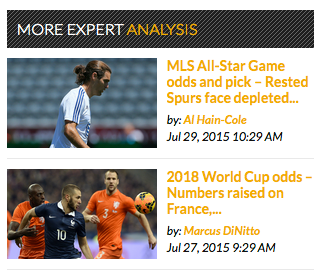 MORE EXPERT ANALYSIS
MLS All-Star Game
odds and pick – Rested
Spurs face depleted...
by: Al Hain-Cole
Jul 29, 2015 10:29 AM
2018 World Cup odds –
Numbers raised on
France,...
by: Marcus DiNitto
Jul 27, 2015 9:29 AM
10